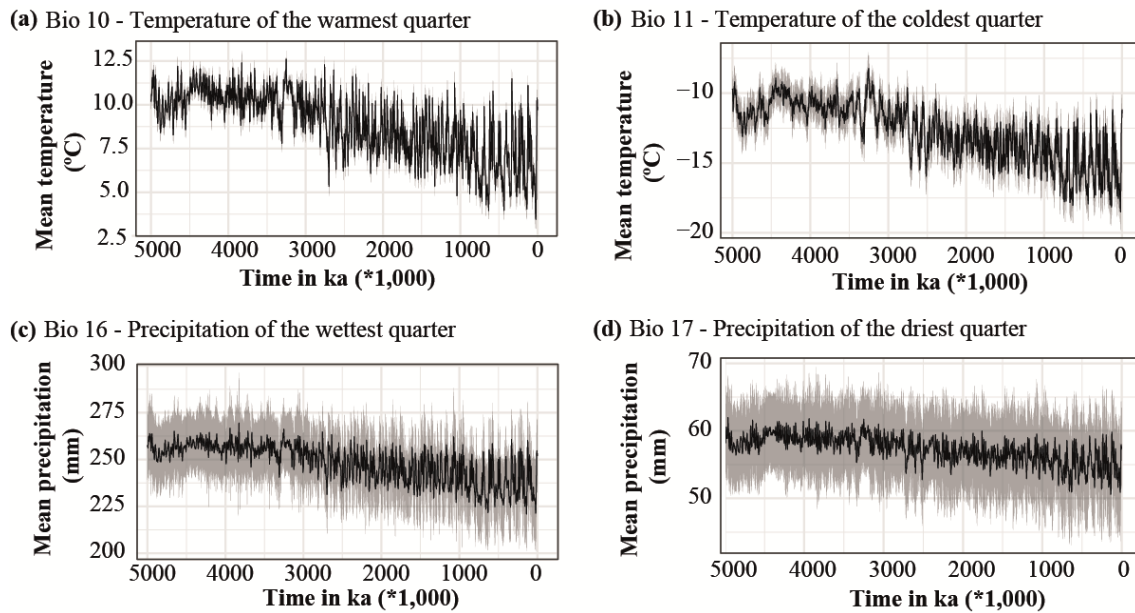 (a) Bio 10 - Temperature of the warmest quarter
Mean temperature
(ºC)
12.5
10.0
7.5
5.0
2.5
5000 4000 3000 2000 1000 0
Time in ka (*1,000)
(b) Bio 11 - Temperature of the coldest quarter
Mean temperature
(ºC)
−10
−15
−20
5000 4000 3000 2000 1000 0
Time in ka (*1,000)
(c) Bio 16 - Precipitation of the wettest quarter
Mean precipitation
(mm)
300
275
250
225
200
5000 4000 3000 2000 1000 0
Time in ka (*1,000)
(d) Bio 17 - Precipitation of the driest quarter
Mean precipitation
(mm)
70
60
50
5000 4000 3000 2000 1000 0
Time in ka (*1,000)